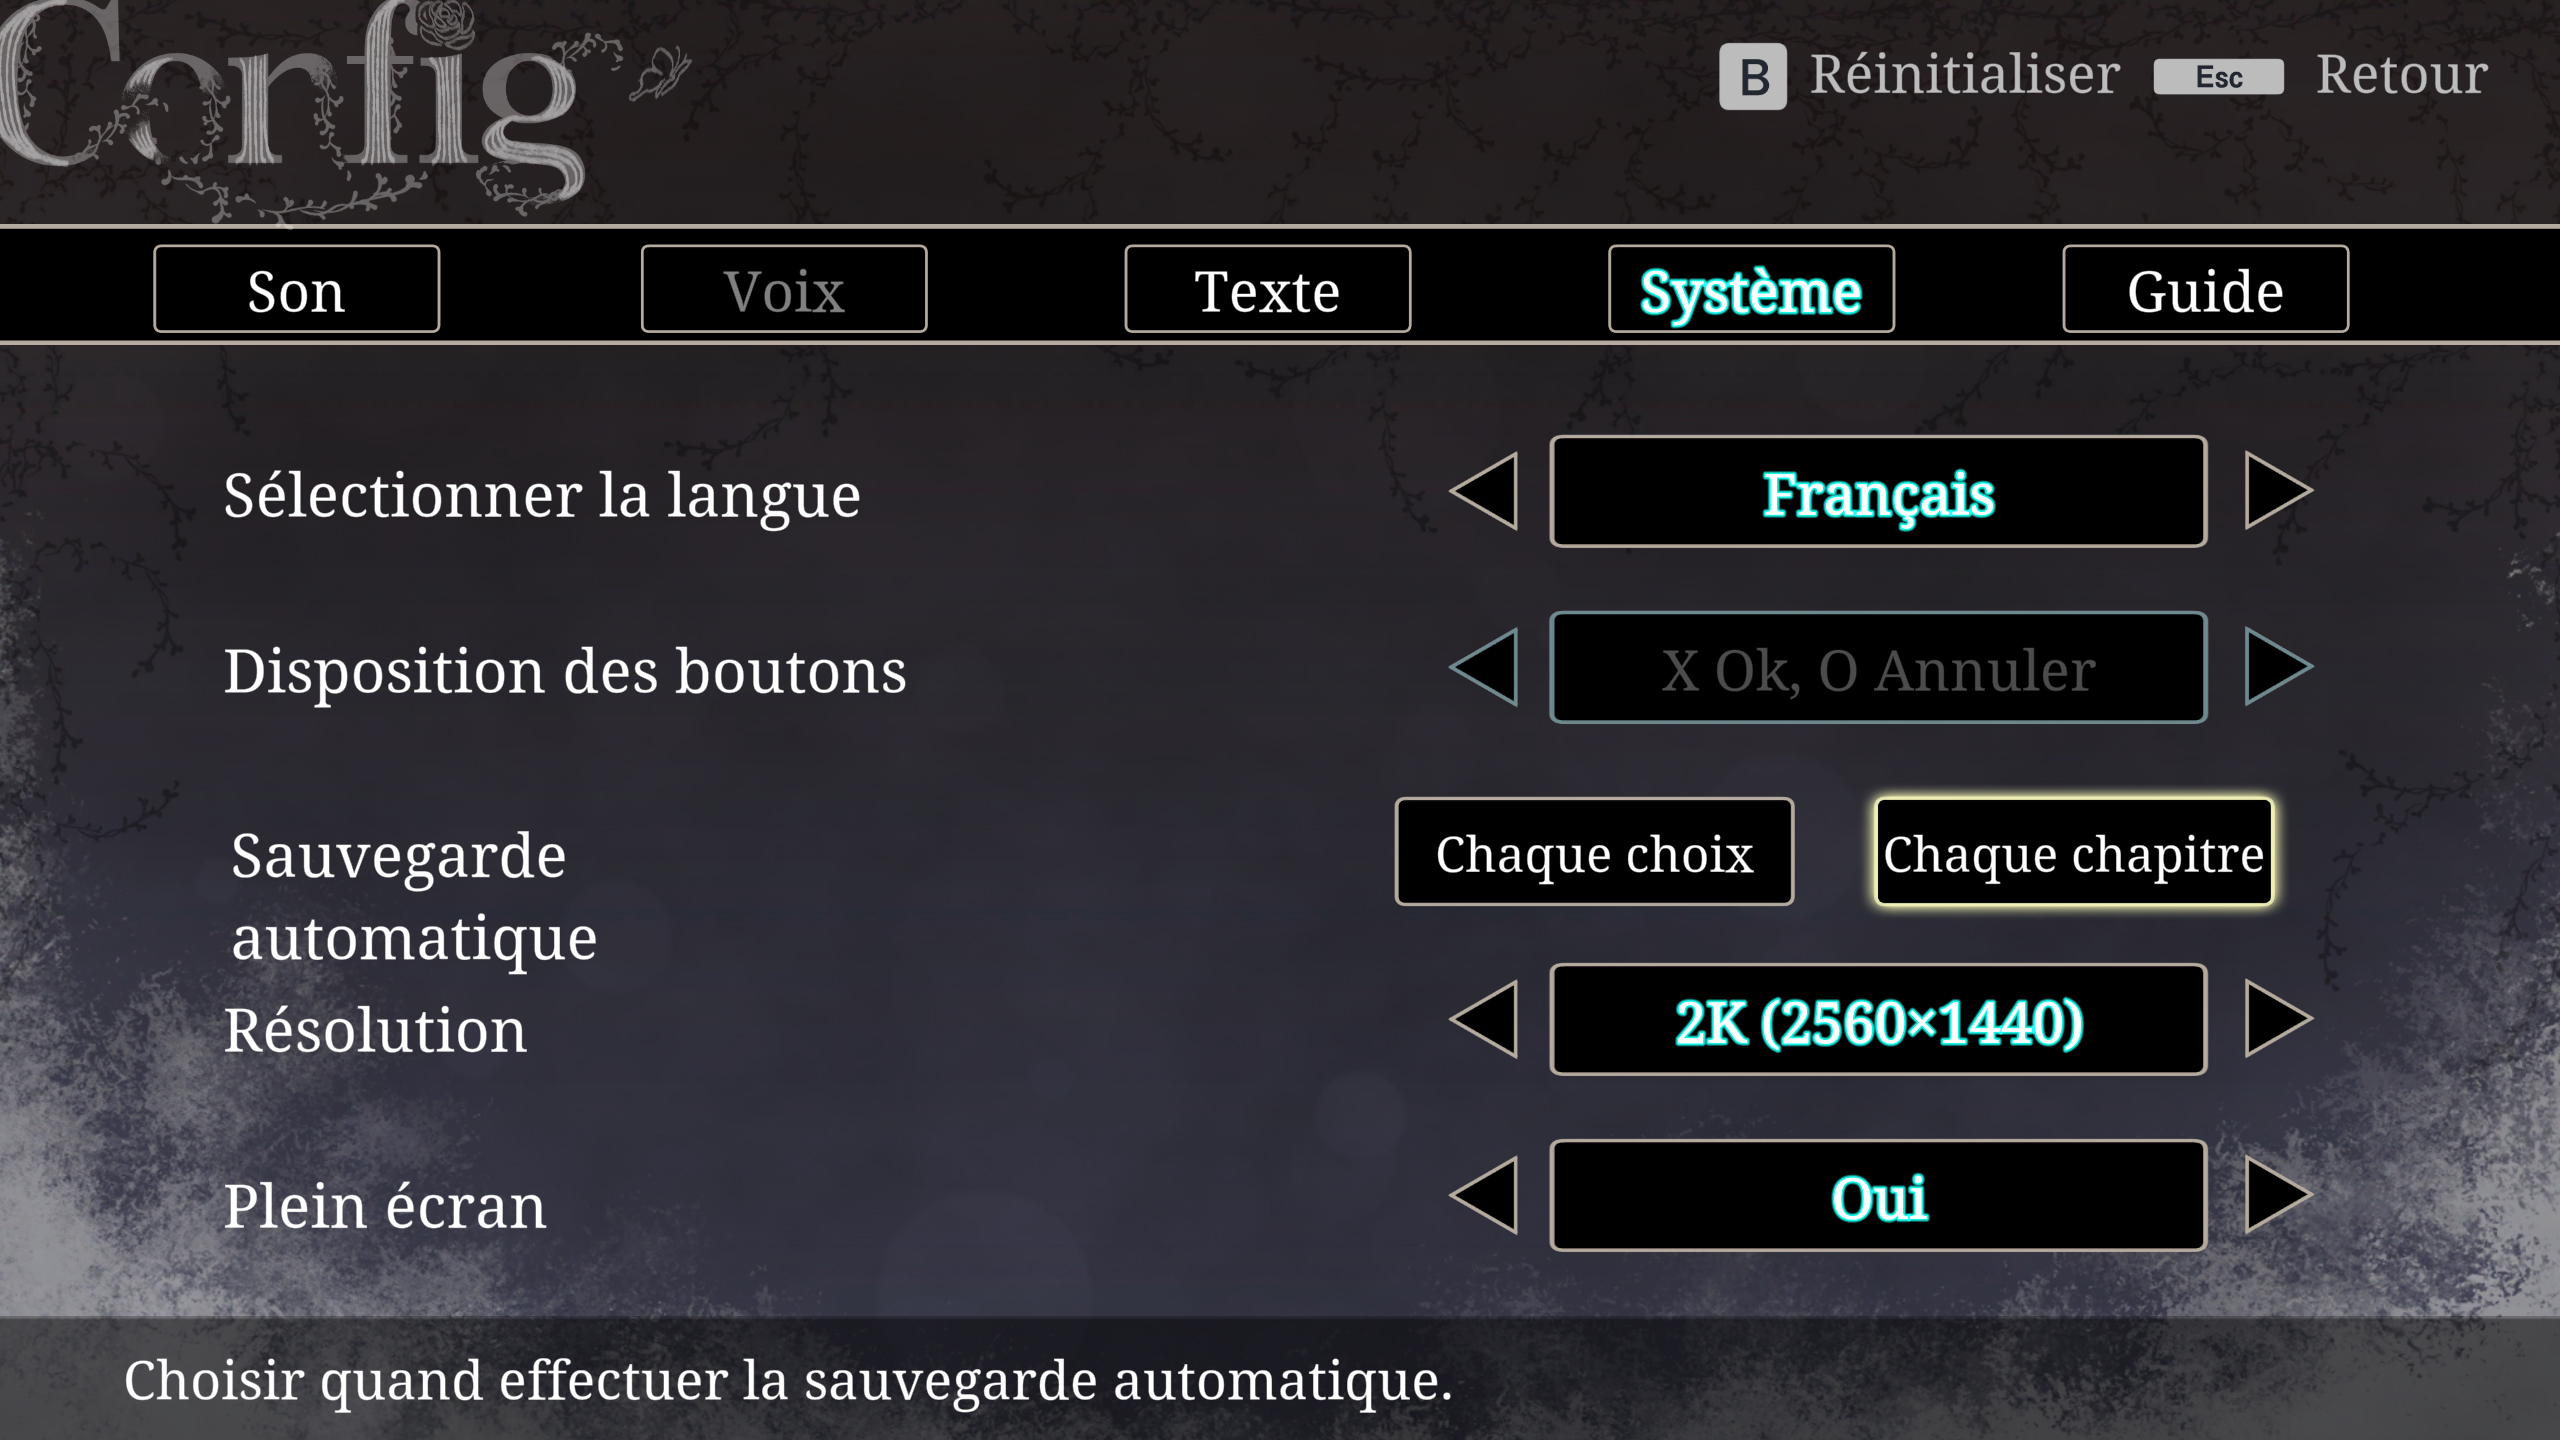 Config
B Réinitialiser Esc Retour
Son Voix Texte Système Guide
Sélectionner la langue Français
Disposition des boutons X Ok, O Annuler
Sauvegarde Chaque choix Chaque chapitre
automatique
Résolution 2K (2560×1440)
Plein écran Oui
Choisir quand effectuer la sauvegarde automatique.